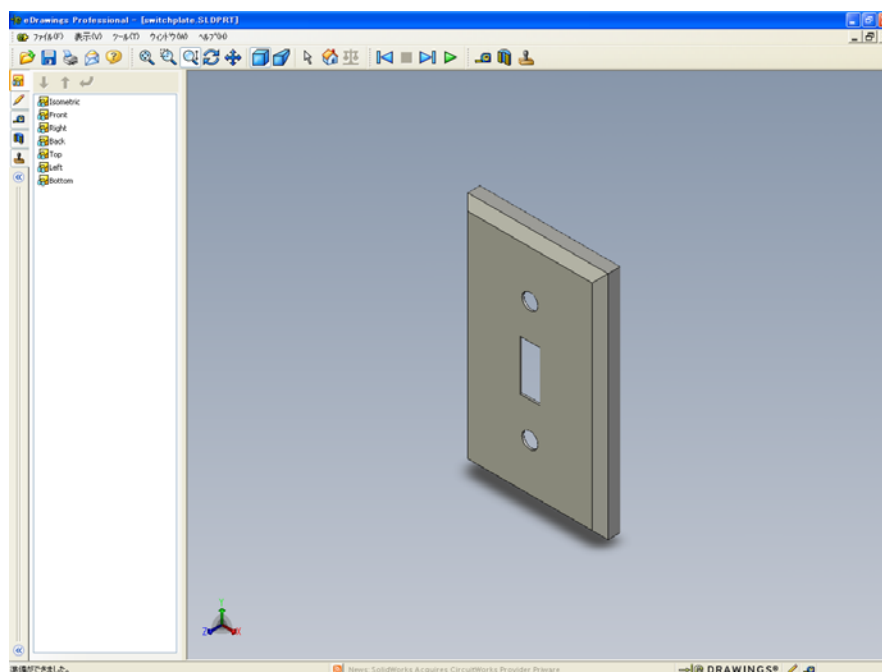 eDrawings Professional - [switchplate.SLDPRT]
ファイル(F) 表示(V) ツール(T) ウィンドウ(W) ヘルプ(H)
Isometric
Front
Right
Back
Top
Left
Bottom
Y
Z X
準備ができました。 News: SolidWorks Acquires CircuitWorks Provider Priware DRAWINGS®